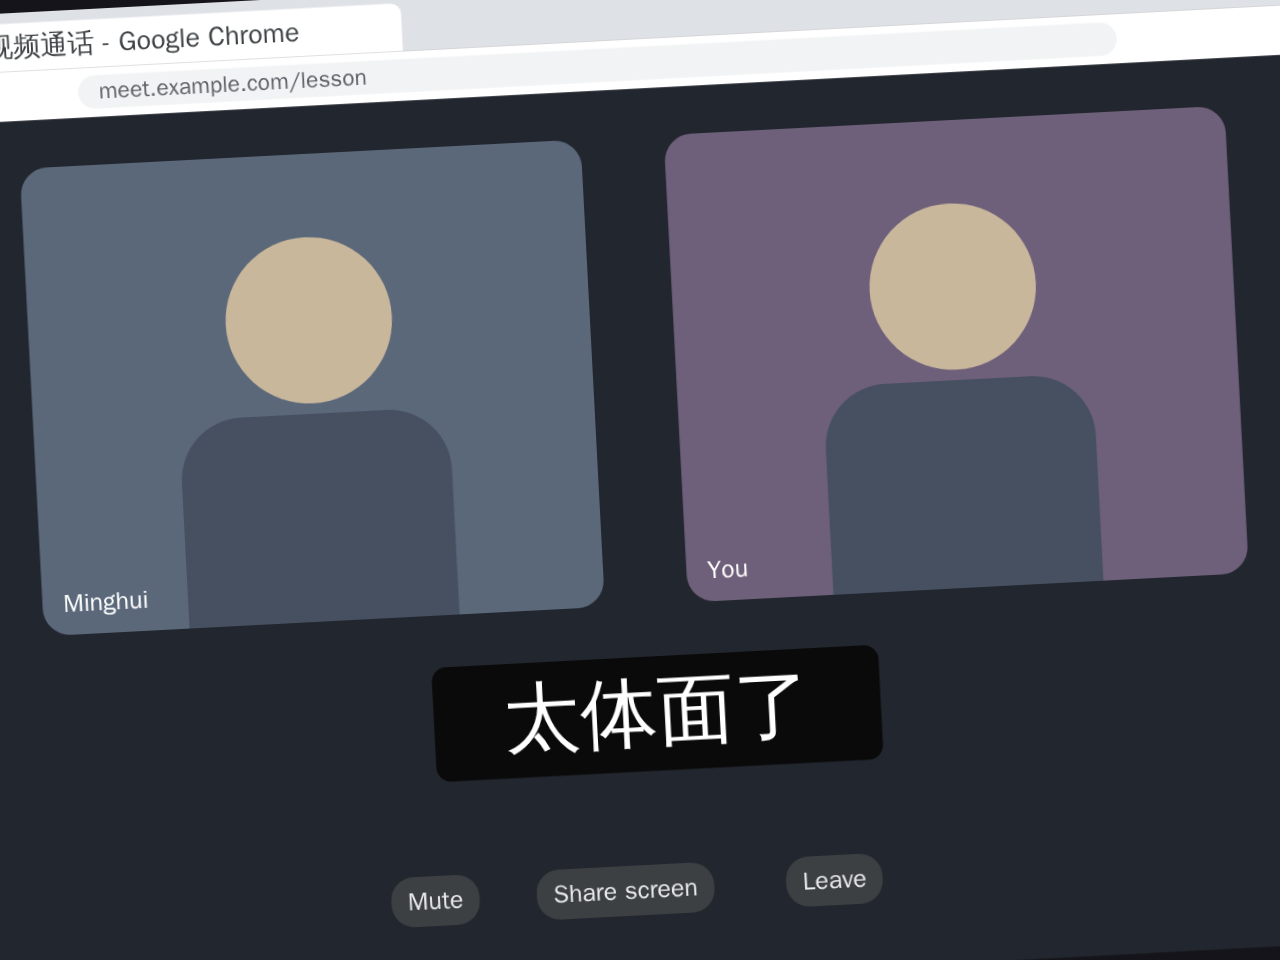 视频通话 - Google Chrome
meet.example.com/lesson
Minghui
You
太体面了
Mute
Share screen
Leave